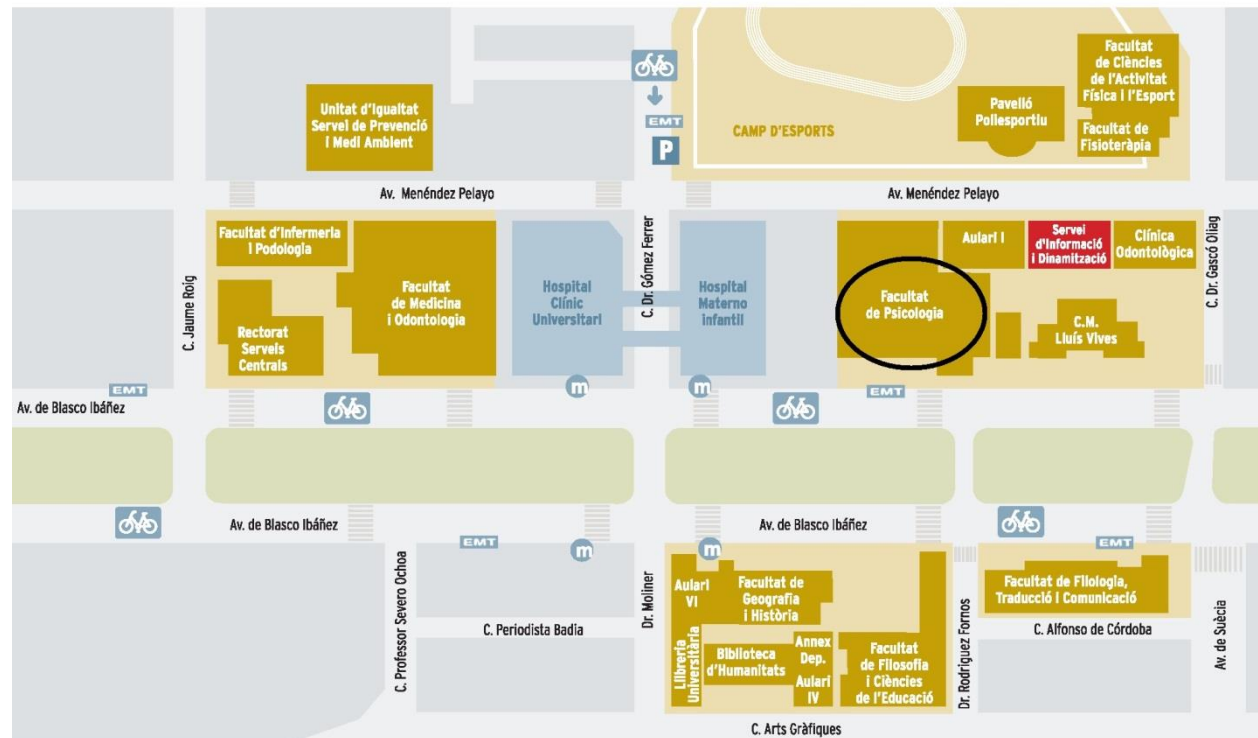 Unitat d'Igualtat
Servei de Prevenció
i Medi Ambient
EMT
P
CAMP D'ESPORTS
Pavelló
Poliesportiu
Facultat
de Ciències
de l'Activitat
Física i l'Esport
Facultat de
Fisioteràpia
Av. Menéndez Pelayo
Av. Menéndez Pelayo
C. Jaume Roig
Facultat d'Infermeria
i Podologia
Rectorat
Serveis
Centrals
Facultat
de Medicina
i Odontologia
Hospital
Clínic
Universitari
C. Dr. Gómez Ferrer
Hospital
Materno
infantil
Facultat
de Psicologia
Aulari I
Servei
d'Informació
i Dinamització
Clínica
Odontològica
C.M.
Lluís Vives
C. Dr. Gascó Oliag
EMT
m
m
EMT
Av. de Blasco Ibáñez
Av. de Blasco Ibáñez
Av. de Blasco Ibáñez
EMT
m
m
EMT
C. Professor Severo Ochoa
C. Periodista Badia
Dr. Moliner
Aulari
VI
Facultat de
Geografia
i Història
Llibreria
Universitària
Biblioteca
d'Humanitats
Annex
Dep.
Aulari
IV
Facultat
de Filosofia
i Ciències
de l'Educació
Dr. Rodríguez Fornos
Facultat de Filologia,
Traducció i Comunicació
C. Alfonso de Córdoba
Av. de Suècia
C. Arts Gràfiques